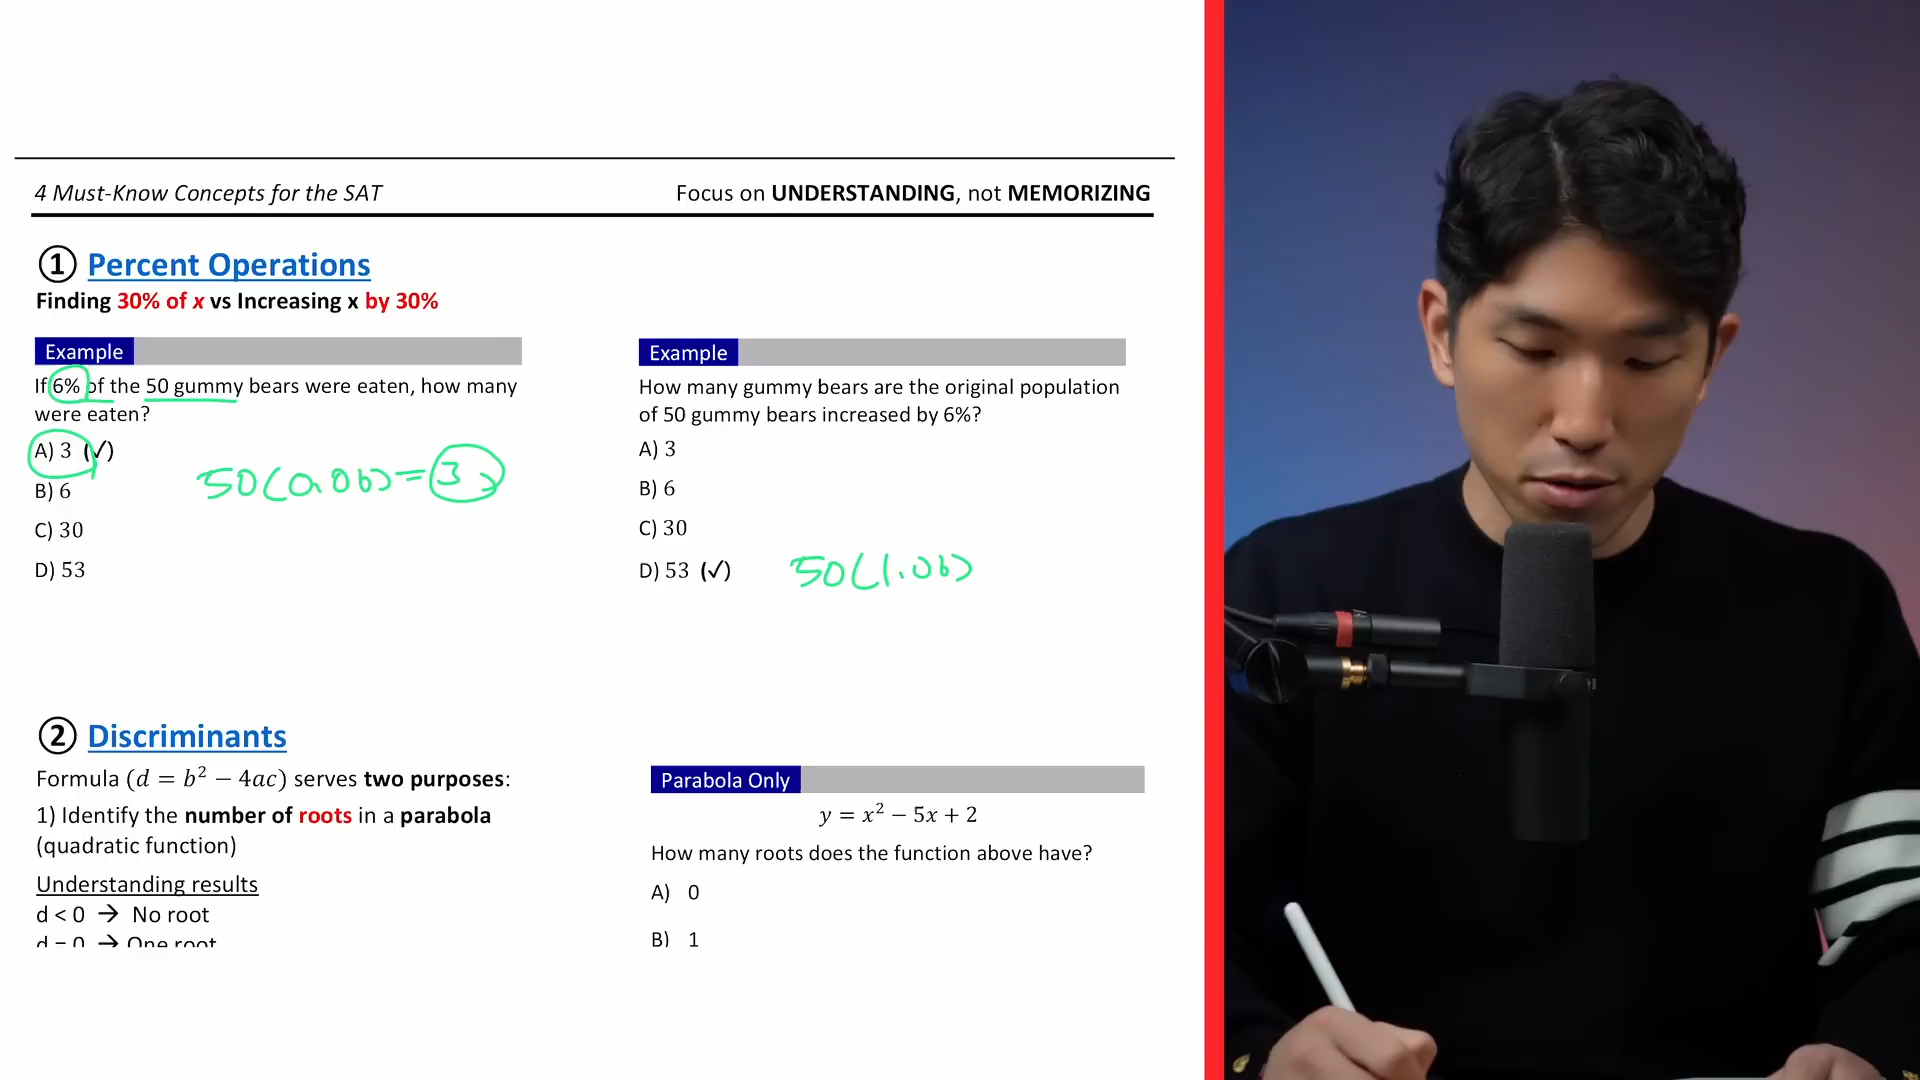 4 Must-Know Concepts for the SAT
Focus on UNDERSTANDING, not MEMORIZING
① Percent Operations
Finding 30% of x vs Increasing x by 30%
Example
If 6% of the 50 gummy bears were eaten, how many
were eaten?
A) 3 (✓)
50(0.06) = 3
B) 6
C) 30
D) 53
Example
How many gummy bears are the original population
of 50 gummy bears increased by 6%?
A) 3
B) 6
C) 30
D) 53 (✓)
50(1.06)
② Discriminants
Formula (d = b² − 4ac) serves two purposes:
1) Identify the number of roots in a parabola
(quadratic function)
Understanding results
d < 0 → No root
d = 0 → One root
Parabola Only
y = x² − 5x + 2
How many roots does the function above have?
A) 0
B) 1